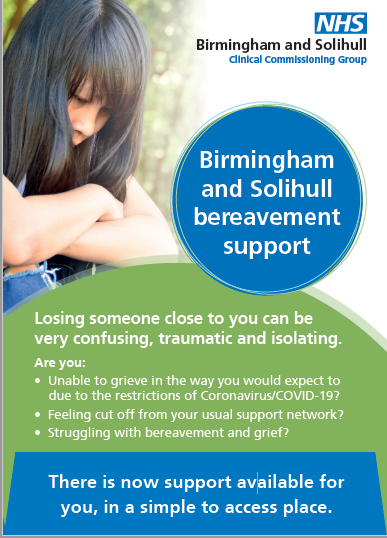 NHS
Birmingham and Solihull
Clinical Commissioning Group
Birmingham
and Solihull
bereavement
support
Losing someone close to you can be
very confusing, traumatic and isolating.
Are you:
• Unable to grieve in the way you would expect to
due to the restrictions of Coronavirus/COVID-19?
• Feeling cut off from your usual support network?
• Struggling with bereavement and grief?
There is now support available for
you, in a simple to access place.